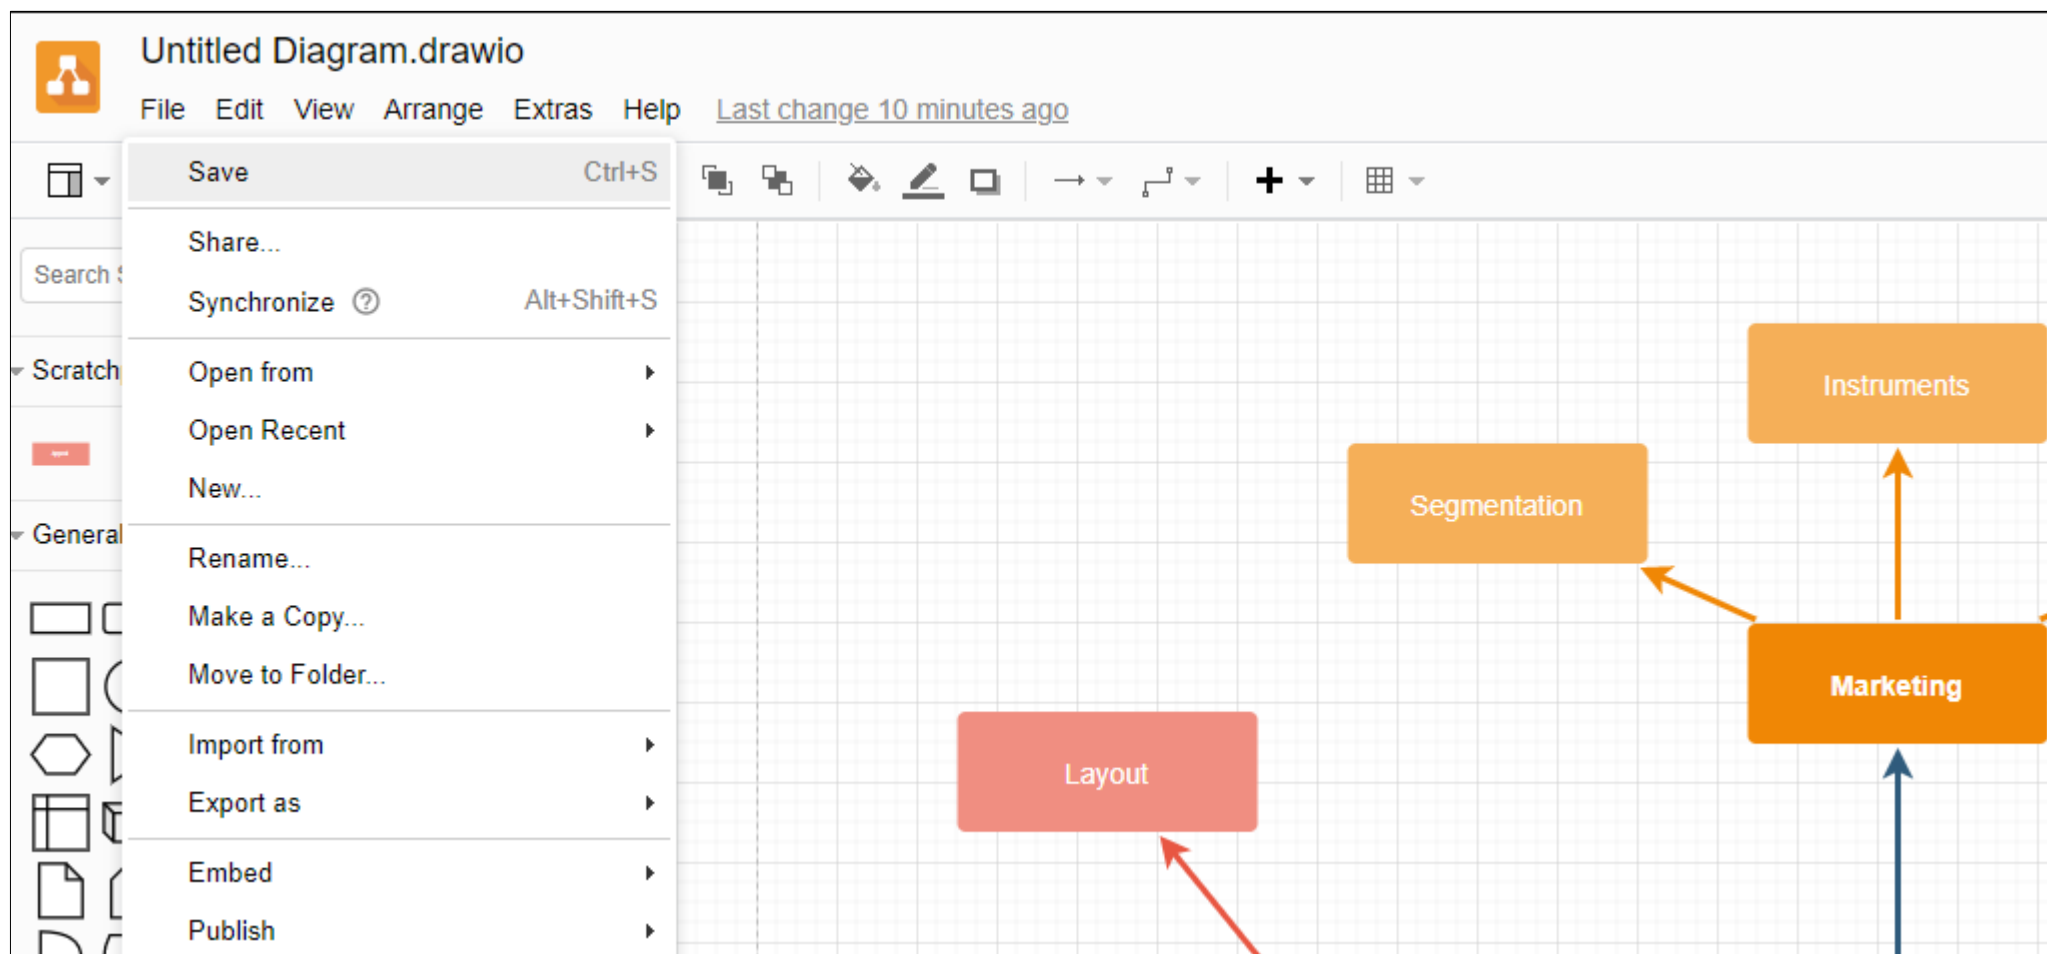 Untitled Diagram.drawio
File Edit View Arrange Extras Help Last change 10 minutes ago
Save Ctrl+S
Share...
Synchronize Alt+Shift+S
Open from
Open Recent
New...
Rename...
Make a Copy...
Move to Folder...
Import from
Export as
Embed
Publish
Search
Scratch
General
Instruments
Segmentation
Marketing
Layout